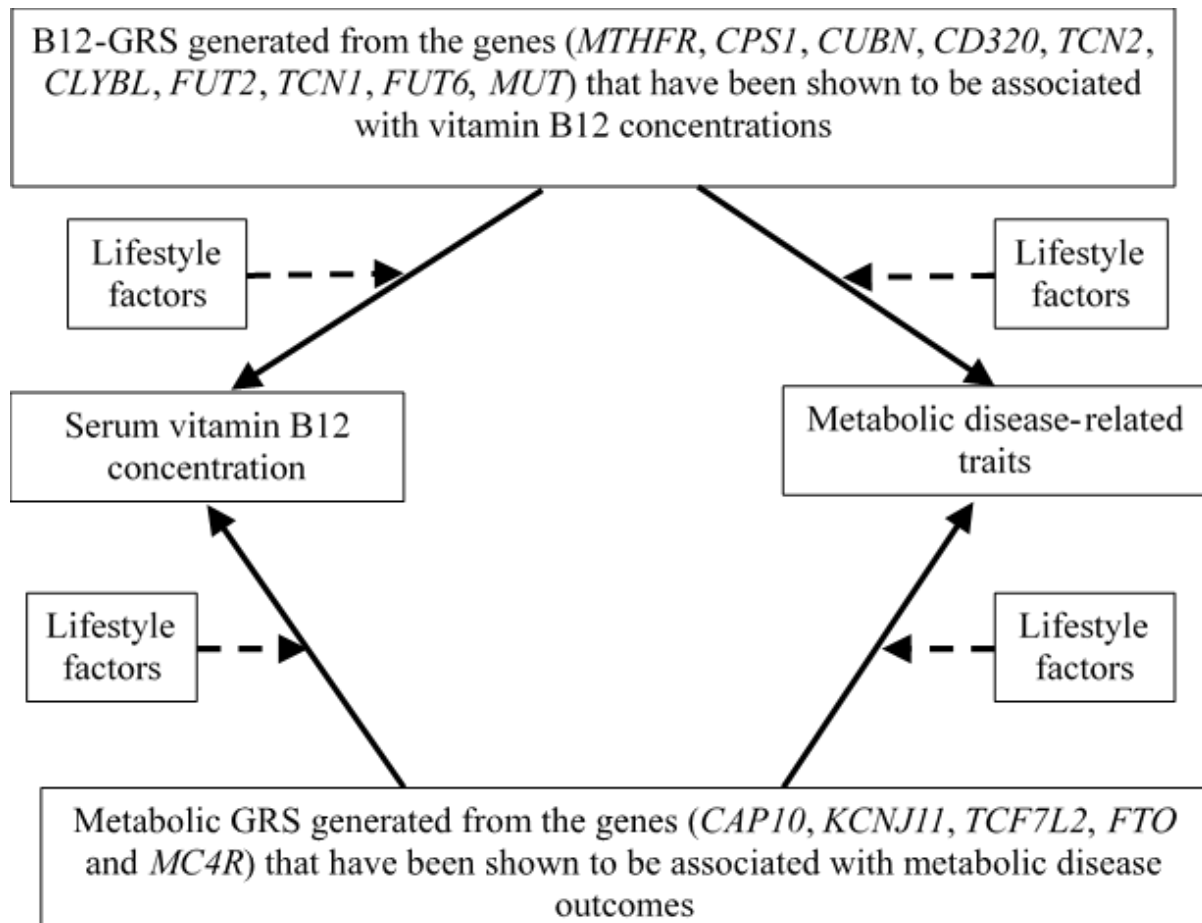 B12-GRS generated from the genes (MTHFR, CPS1, CUBN, CD320, TCN2,
CLYBL, FUT2, TCN1, FUT6, MUT) that have been shown to be associated
with vitamin B12 concentrations
Lifestyle
factors
Lifestyle
factors
Serum vitamin B12
concentration
Metabolic disease-related
traits
Lifestyle
factors
Lifestyle
factors
Metabolic GRS generated from the genes (CAP10, KCNJ11, TCF7L2, FTO
and MC4R) that have been shown to be associated with metabolic disease
outcomes